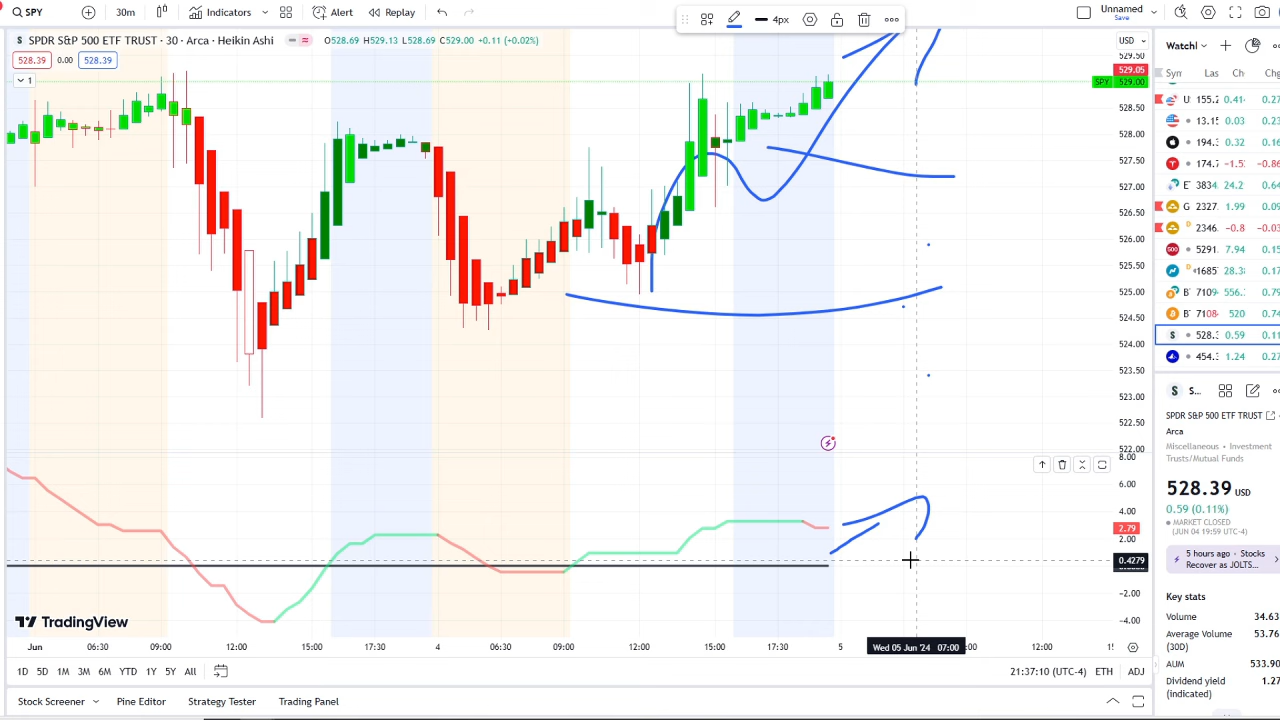 SPY 30m Indicators Alert Replay 4px Unnamed
Save
SPDR S&P 500 ETF TRUST · 30 · Arca · Heikin Ashi O528.69 H529.13 L528.69 C529.00 +0.11 (+0.02%) USD
528.39 0.00 528.39
1
529.50
529.05
SPY 529.00
528.50
528.00
527.50
527.00
526.50
526.00
525.50
525.00
524.50
524.00
523.50
523.00
522.50
522.00
8.00
6.00
4.00
2.79
2.00
0.4279
-2.00
-4.00
TradingView
Jun 06:30 09:00 12:00 15:00 17:30 4 06:30 09:00 12:00 15:00 17:30 5 Wed 05 Jun '24 07:00 :00 12:00
1D 5D 1M 3M 6M YTD 1Y 5Y All 21:37:10 (UTC-4) ETH ADJ
Stock Screener Pine Editor Strategy Tester Trading Panel
Watchl
Syn Las Ch Chg
U 155.2 0.41 0.27
13.15 0.03 0.23
194.3 0.32 0.16
174.7 -1.5 -0.86
E 3834 24.2 0.64
G 2327 1.99 0.09
D 2346. -0.8 -0.03
5291. 7.94 0.15
D 1685 28.3 0.17
B 7109 556. 0.79
B 7108 520 0.74
528.3 0.59 0.11
454.3 1.24 0.27
S...
SPDR S&P 500 ETF TRUST
Arca
Miscellaneous • Investment
Trusts/Mutual Funds
528.39 USD
0.59 (0.11%)
MARKET CLOSED
(JUN 04 19:59 UTC-4)
5 hours ago • Stocks
Recover as JOLTS...
Key stats
Volume 34.63
Average Volume 53.76
(30D)
AUM 533.90
Dividend yield 1.27
(indicated)